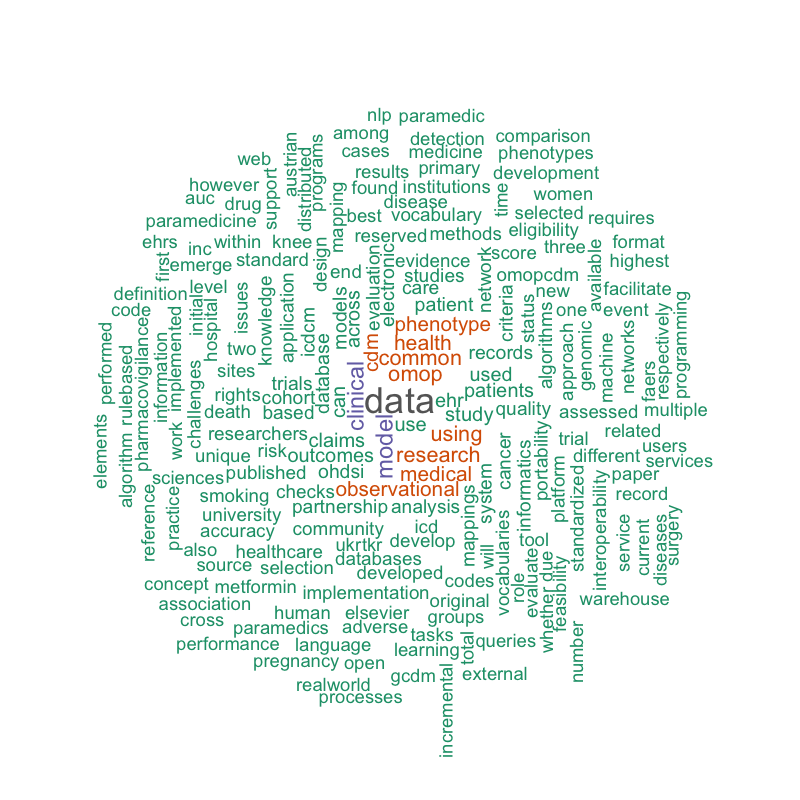 nlp paramedic
among detection comparison
web austrian cases medicine phenotypes
however support distributed programs results primary development
auc drug found institutions time women
paramedicine mapping best disease vocabulary selected requires
ehrs inc within knee reserved methods eligibility format
first emerge standard design end evaluation electronic evidence network score three available highest
definition level issues knowledge application models across studies care omopcdm new facilitate
code initial hospital icdcm patient criteria status one event
elements performed algorithm rulebased pharmacovigilance information implemented challenges two cdm phenotype health algorithms approach genomic machine networks faers respectively programming
sites trials database can clinical common records
rights cohort omop used patients
death based data ehr study quality assessed multiple
researchers claims model use using cancer portability trial related users
unique risk outcomes research different services
sciences published ohdsi medical informatics platform paper
smoking checks observational system record
reference practice university partnership analysis mappings standardized interoperability service current diseases surgery
accuracy community icd will tool
also healthcare ukrtkr develop vocabularies role evaluate whether due feasibility
source selection databases
concept metformin implementation developed codes
association human elsevier original warehouse
cross paramedics adverse groups
performance language learning tasks total queries number
pregnancy open gcdm external
realworld incremental
processes